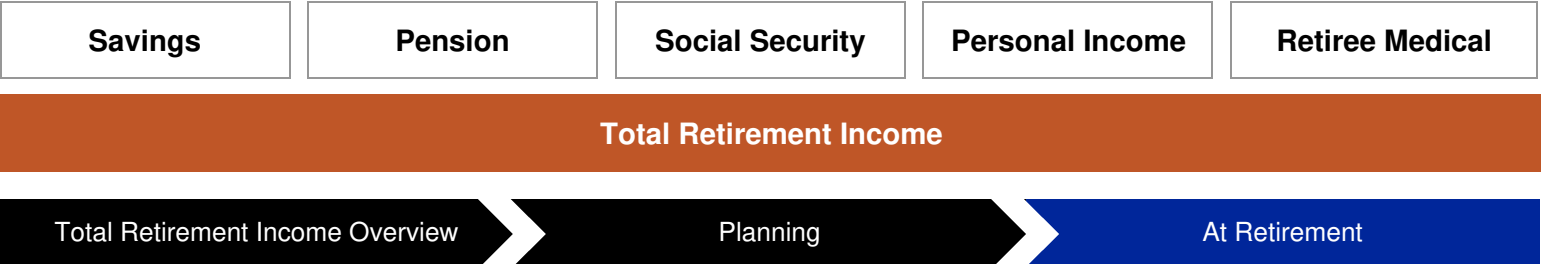 Savings
Pension
Social Security
Personal Income
Retiree Medical
Total Retirement Income
Total Retirement Income Overview
Planning
At Retirement